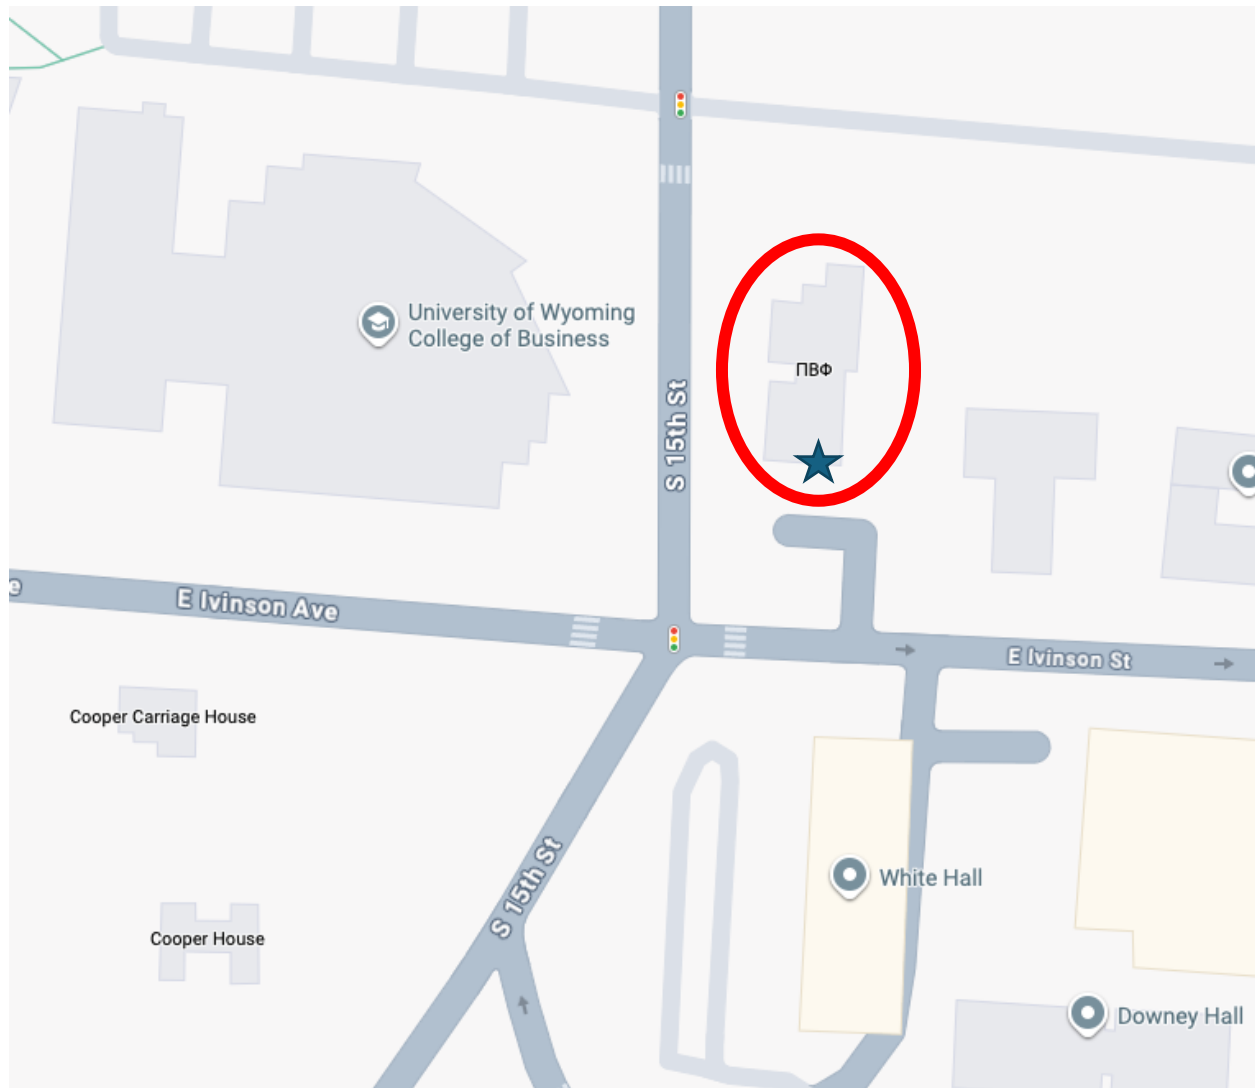 University of Wyoming
College of Business
ΠΒΦ
S 15th St
e
E Ivinson Ave
E Ivinson St
Cooper Carriage House
S 15th St
White Hall
Cooper House
Downey Hall